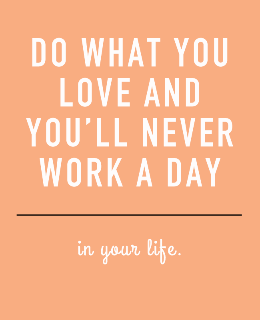 DO WHAT YOU
LOVE AND
YOU'LL NEVER
WORK A DAY
in your life.